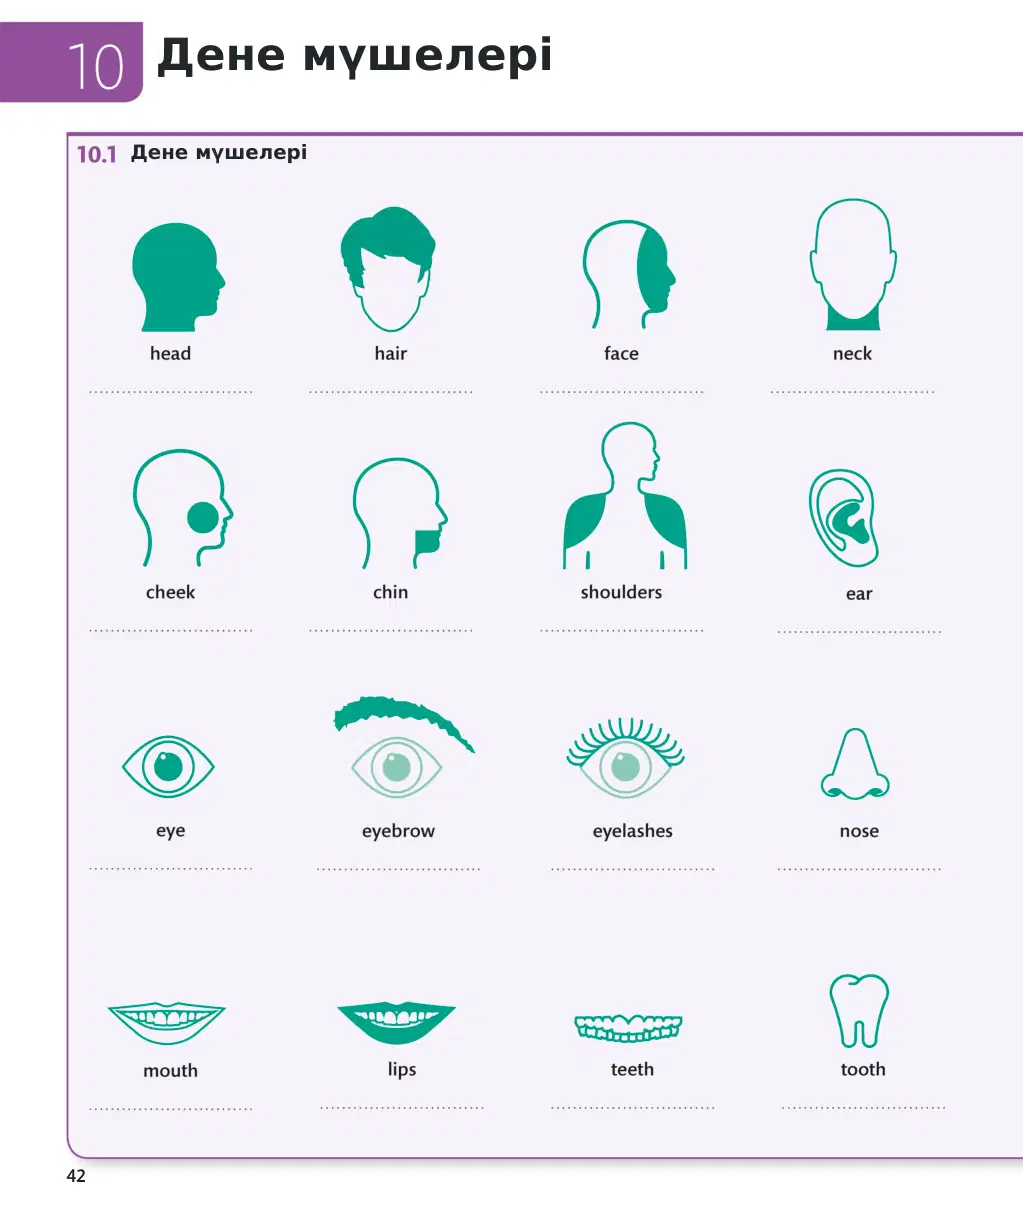 10 Дене мүшелері
10.1 Дене мүшелері
head hair face neck
cheek chin shoulders ear
eye eyebrow eyelashes nose
mouth lips teeth tooth
42